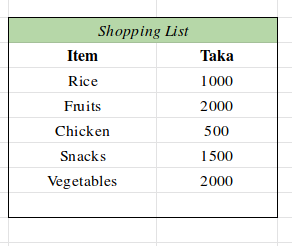 Shopping List
Item Taka
Rice 1000
Fruits 2000
Chicken 500
Snacks 1500
Vegetables 2000